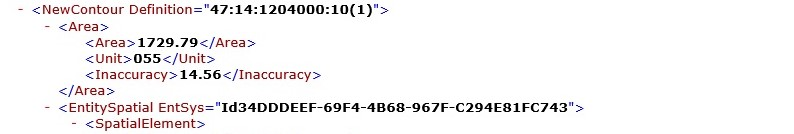 - <NewContour Definition="47:14:1204000:10(1)">
- <Area>
<Area>1729.79</Area>
<Unit>055</Unit>
<Inaccuracy>14.56</Inaccuracy>
</Area>
- <EntitySpatial EntSys="Id34DDDEEF-69F4-4B68-967F-C294E81FC743">
- <SpatialElement>